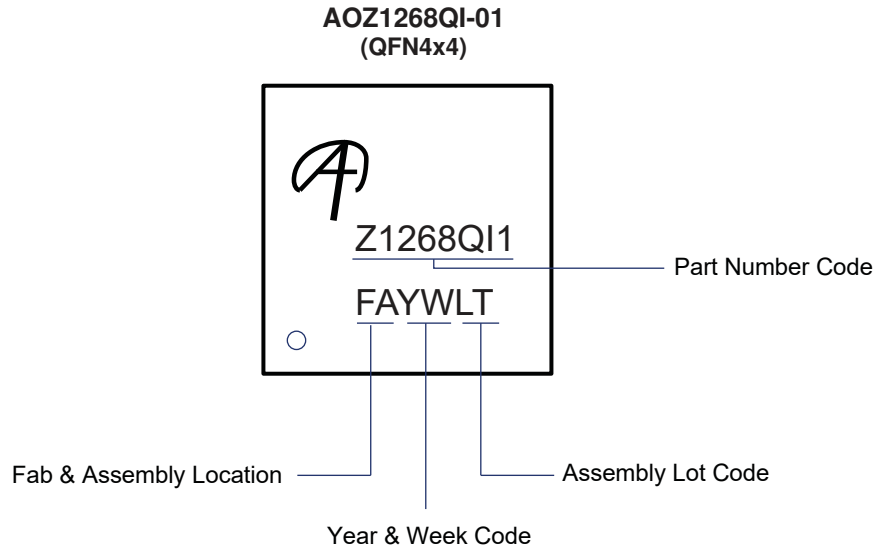 AOZ1268QI-01
(QFN4x4)
Z1268QI1
Part Number Code
FAYWLT
Fab & Assembly Location
Assembly Lot Code
Year & Week Code